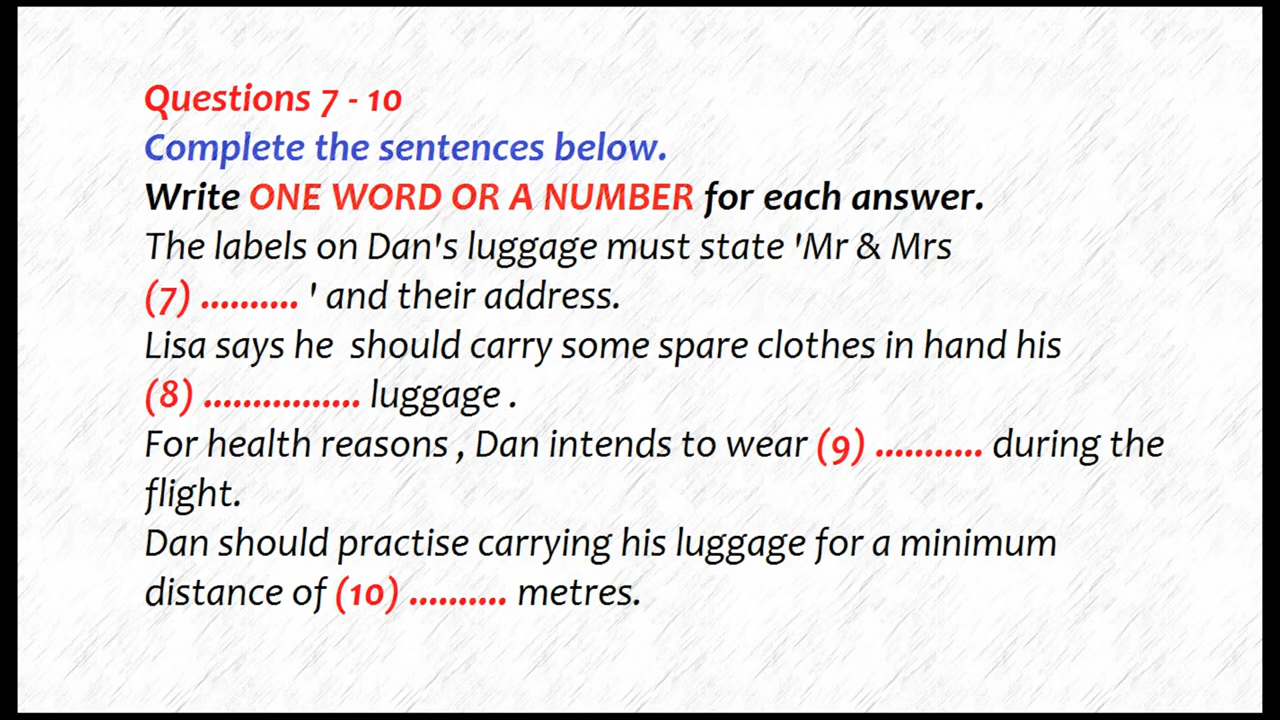 Questions 7 - 10
Complete the sentences below.
Write ONE WORD OR A NUMBER for each answer.
The labels on Dan's luggage must state 'Mr & Mrs
(7) .......... ' and their address.
Lisa says he  should carry some spare clothes in hand his
(8) ................ luggage .
For health reasons , Dan intends to wear (9) ........... during the
flight.
Dan should practise carrying his luggage for a minimum
distance of (10) .......... metres.